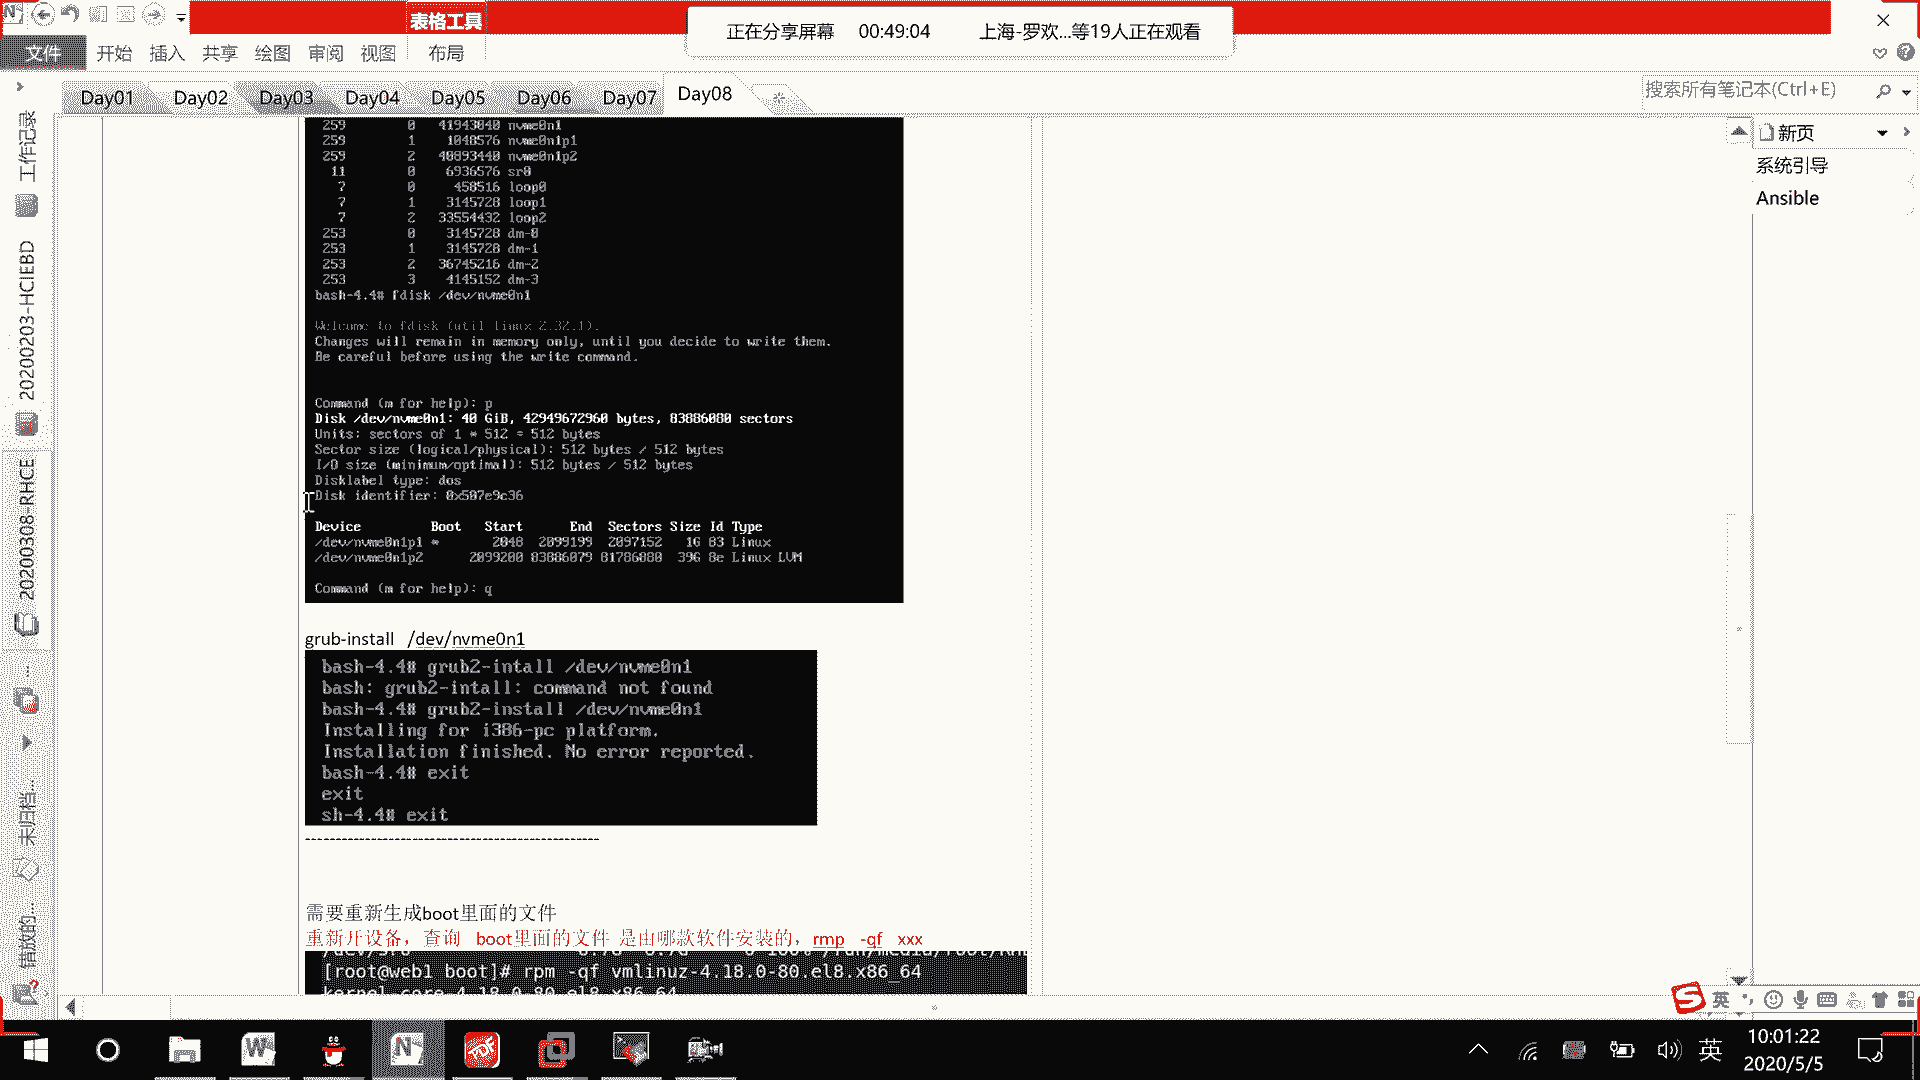 表格工具
正在分享屏幕 00:49:04 上海-罗欢...等19人正在观看
文件 开始 插入 共享 绘图 审阅 视图 布局
Day01 Day02 Day03 Day04 Day05 Day06 Day07 Day08
搜索所有笔记本(Ctrl+E)
工作记录
20200203-HCIEBD
20200308-RHCE
未归档...
错放的...
新页
系统引导
Ansible
259 0 41943040 nvme0n1
259 1 1048576 nvme0n1p1
259 2 40893440 nvme0n1p2
11 0 6936576 sr0
7 0 458516 loop0
7 1 3145728 loop1
7 2 33554432 loop2
253 0 3145728 dm-0
253 1 3145728 dm-1
253 2 36745216 dm-2
253 3 4145152 dm-3
bash-4.4# fdisk /dev/nvme0n1
Welcome to fdisk (util-linux 2.32.1).
Changes will remain in memory only, until you decide to write them.
Be careful before using the write command.
Command (m for help): p
Disk /dev/nvme0n1: 40 GiB, 42949672960 bytes, 83886080 sectors
Units: sectors of 1 * 512 = 512 bytes
Sector size (logical/physical): 512 bytes / 512 bytes
I/O size (minimum/optimal): 512 bytes / 512 bytes
Disklabel type: dos
Disk identifier: 0x507e9c36
Device Boot Start End Sectors Size Id Type
/dev/nvme0n1p1 * 2048 2099199 2097152 1G 83 Linux
/dev/nvme0n1p2 2099200 83886079 81786880 39G 8e Linux LVM
Command (m for help): q
grub-install /dev/nvme0n1
bash-4.4# grub2-intall /dev/nvme0n1
bash: grub2-intall: command not found
bash-4.4# grub2-install /dev/nvme0n1
Installing for i386-pc platform.
Installation finished. No error reported.
bash-4.4# exit
exit
sh-4.4# exit
需要重新生成boot里面的文件
重新开设备，查询 boot里面的文件 是由哪款软件安装的，rmp -qf xxx
[root@web1 boot]# rpm -qf vmlinuz-4.18.0-80.el8.x86_64
kernel-core-4.18.0-80.el8.x86_64
英
英
10:01:22
2020/5/5